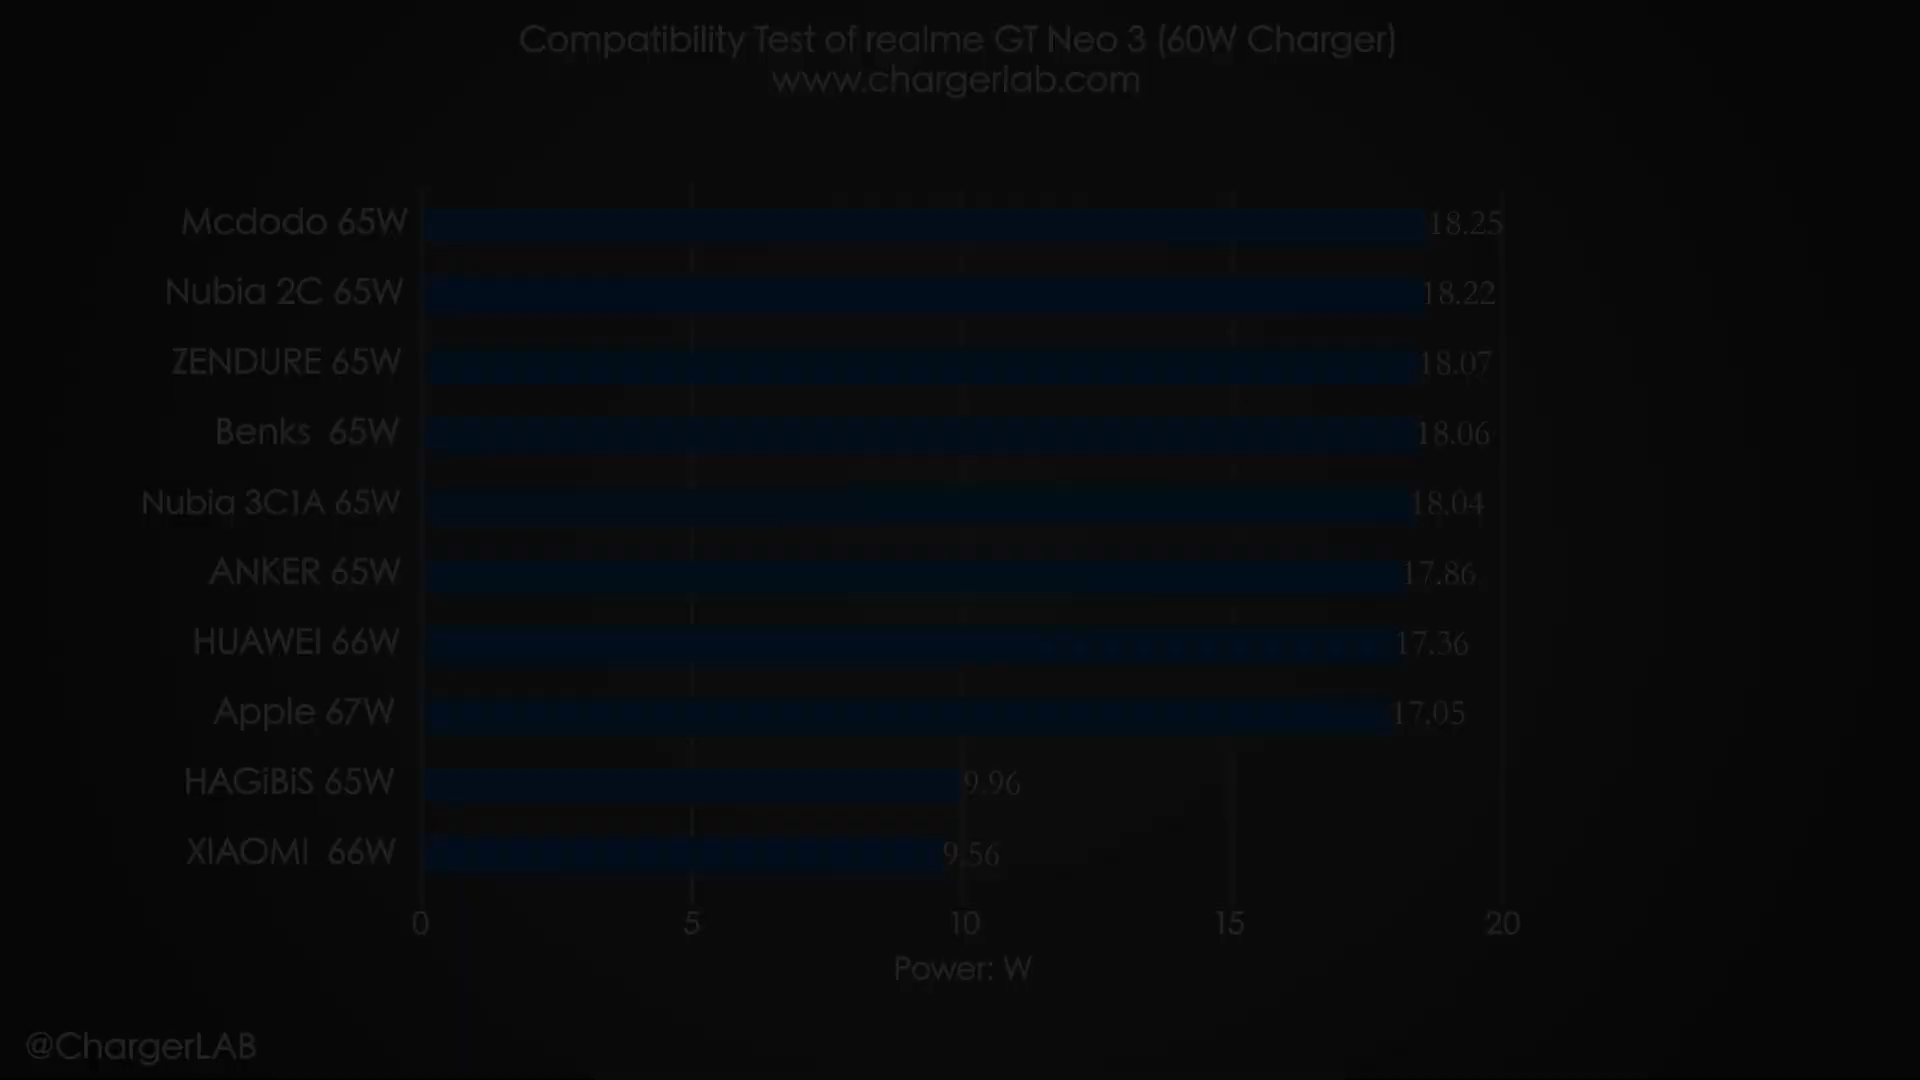 Compatibility Test of realme GT Neo 3 (60W Charger)
www.chargerlab.com
Mcdodo 65W 18.25
Nubia 2C 65W 18.22
ZENDURE 65W 18.07
Benks 65W 18.06
Nubia 3C1A 65W 18.04
ANKER 65W 17.86
HUAWEI 66W 17.36
Apple 67W 17.05
HAGiBiS 65W 9.96
XIAOMI 66W 9.56
0 5 10 15 20
Power: W
@ChargerLAB